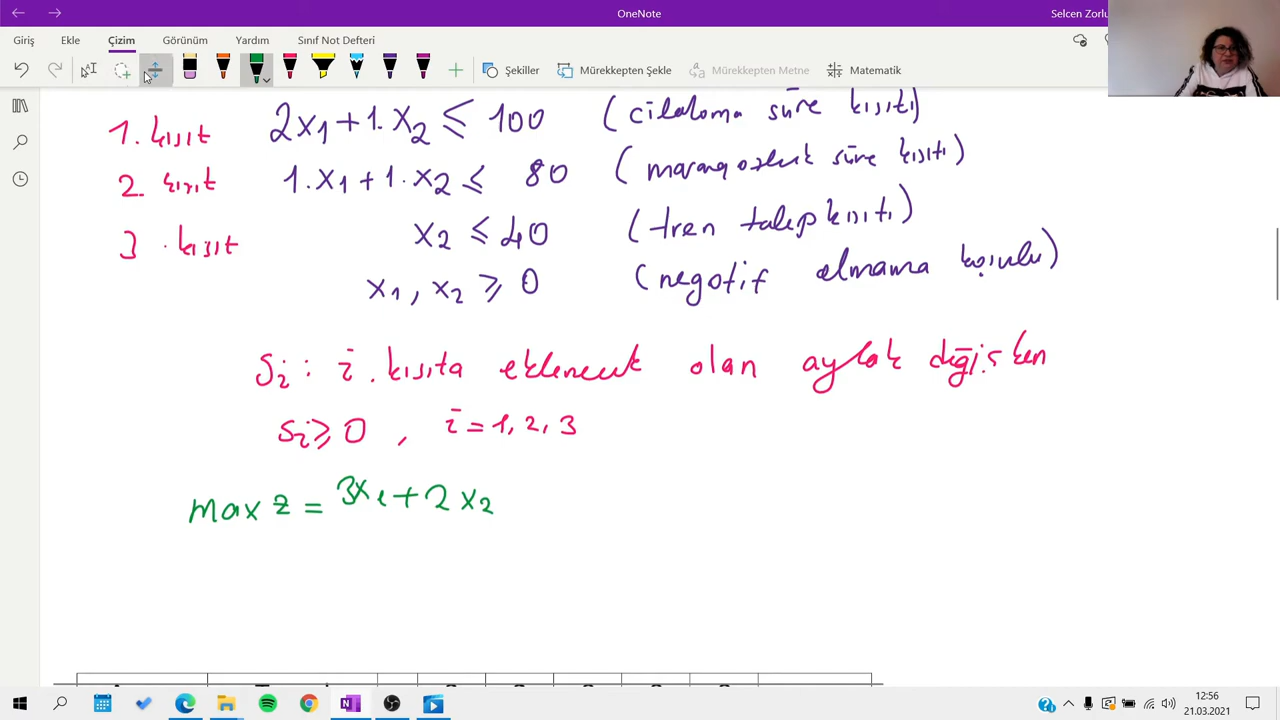 OneNote
Selcen Zorlu
Giriş Ekle Çizim Görünüm Yardım Sınıf Not Defteri
Şekiller Mürekkepten Şekle Mürekkepten Metne Matematik
1. kısıt 2x1 + 1.x2 ≤ 100 (cilalama süre kısıtı)
2. kısıt 1.x1 + 1.x2 ≤ 80 (marangozluk süre kısıtı)
3. kısıt x2 ≤ 40 (tren talep kısıtı)
x1, x2 ≥ 0 (negatif olmama koşulu)
si : i. kısıta eklenecek olan aylak değişken
si ≥ 0, i = 1, 2, 3
max z = 3x1 + 2x2
12:56
21.03.2021